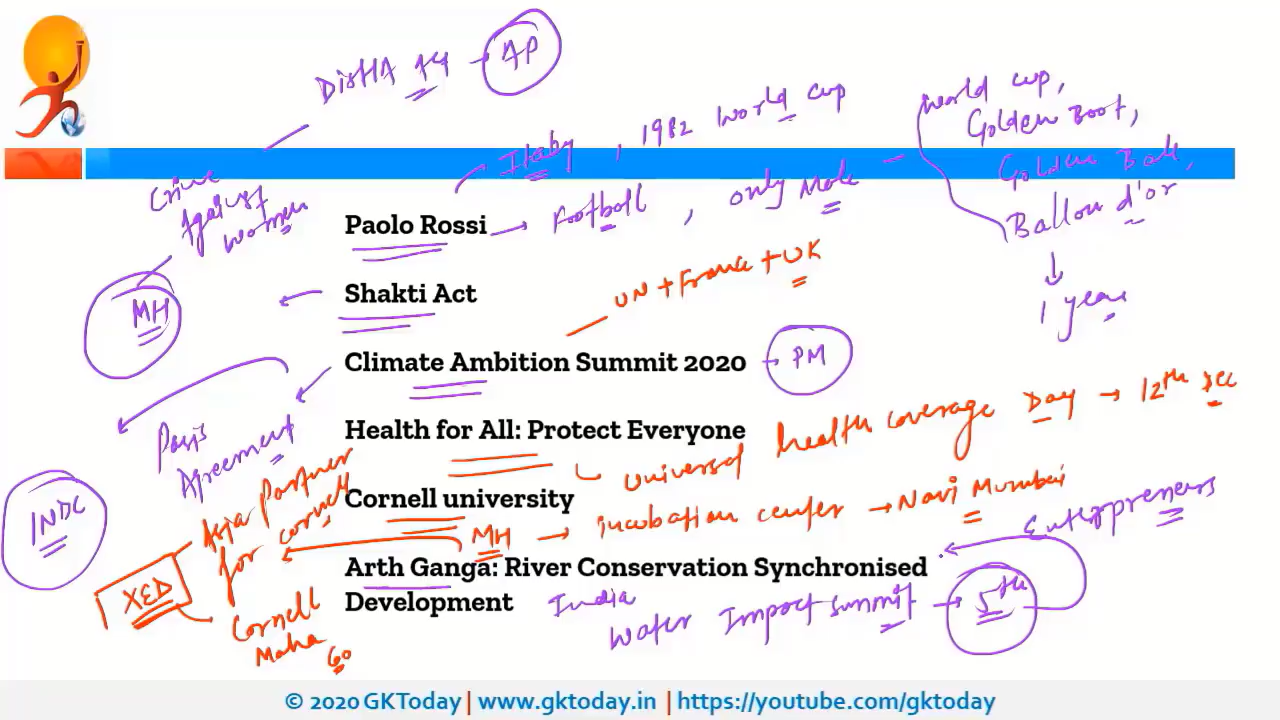 DisHA Act → AP
Italy, 1982 World cup
World cup,
Golden Boot,
Golden Ball,
Ballon d'or
1 year
Crime
Against
women
Paolo Rossi → Football, only Male
MH
Shakti Act
UN + France + UK
Climate Ambition Summit 2020 → PM
Paris
Agreement
INDC
Health for All: Protect Everyone
Universal health coverage Day → 12th Dec
Cornell university
MH → incubation center → Navi Mumbai
Asia Partner
for cornell
XED
Cornell
Maha 60
Arth Ganga: River Conservation Synchronised
Development
India
Water Impact Summit → 5th
Enterpreneurs
© 2020 GKToday | www.gktoday.in | https://youtube.com/gktoday